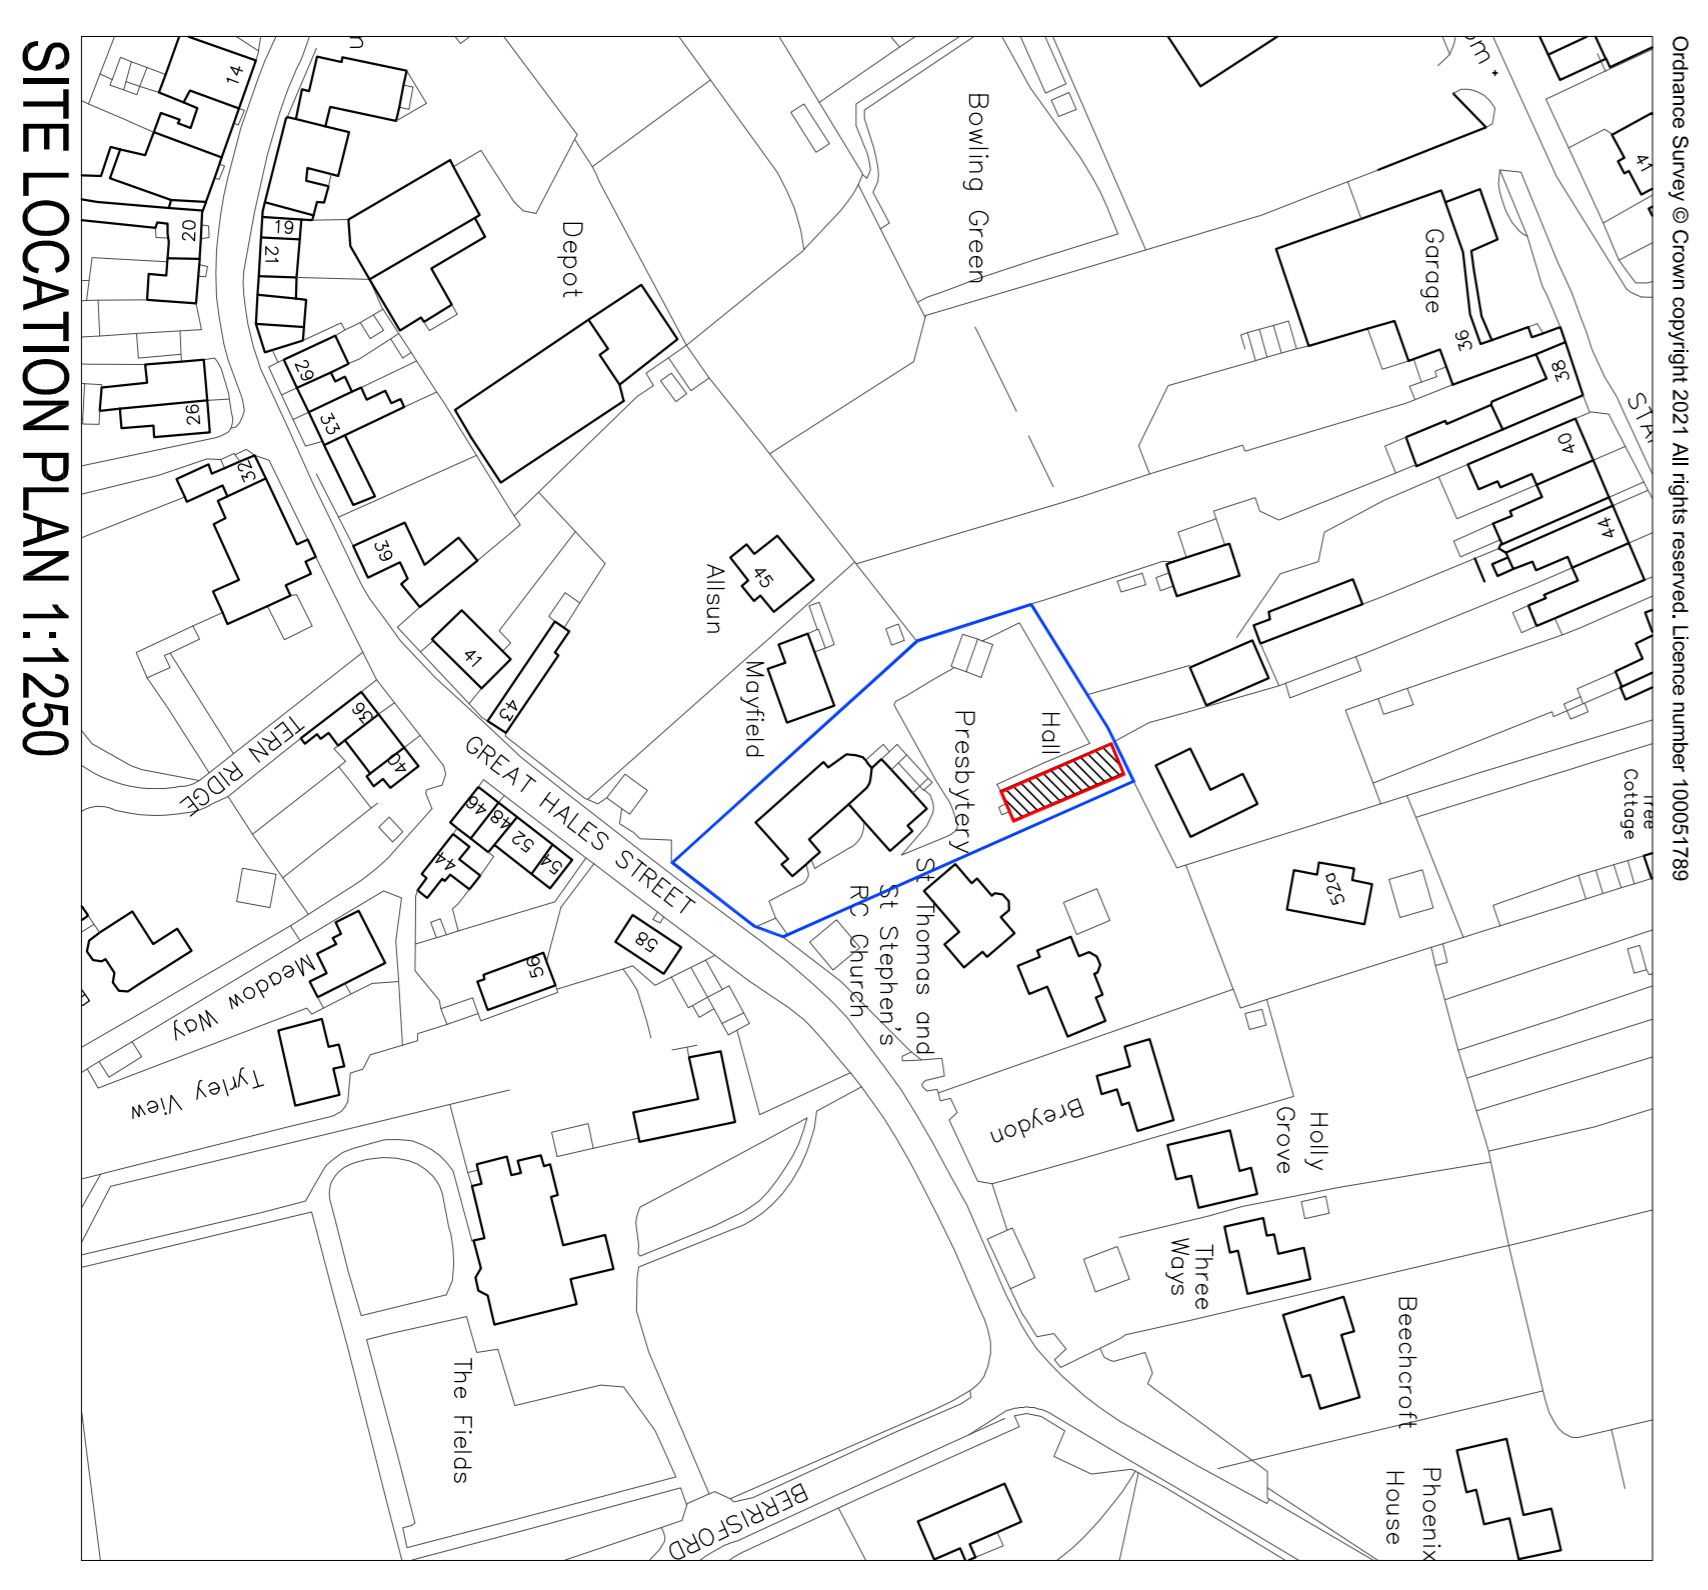 SITE LOCATION PLAN 1:1250
Ordnance Survey © Crown copyright 2021 All rights reserved. Licence number 100051789
14
20
26
32
19
21
29
33
39
41
43
Depot
Bowling Green
Garage
36
38
40
44
41
45
Allsun
Mayfield
Hall
Presbytery
St Thomas and
St Stephen's
RC Church
GREAT HALES STREET
TERN RIDGE
36
40
46
48
52
54
44
58
56
52a
Cottage
Meadow Way
Tyrley View
Breydon
Holly
Grove
Three
Ways
Beechcroft
Phoenix
House
The Fields
BERRISFORD